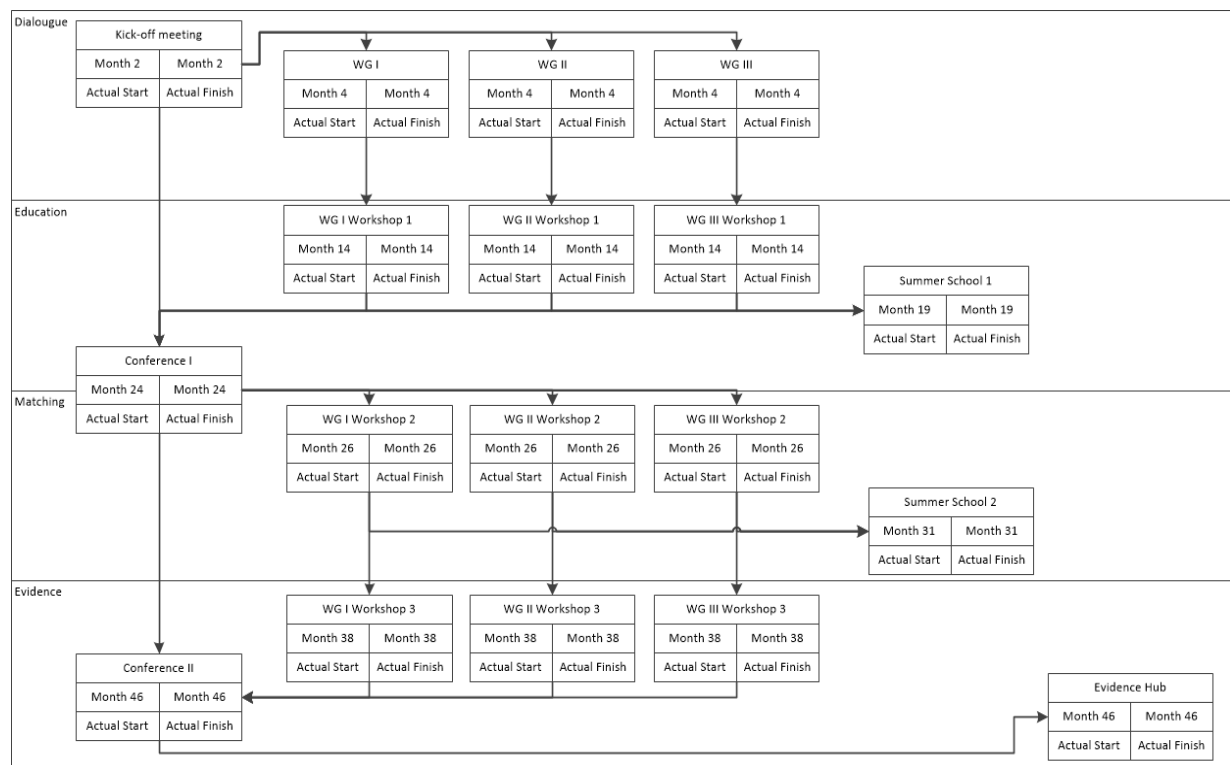 Dialougue
Kick-off meeting
Month 2 Month 2
Actual Start Actual Finish
WG I WG II WG III
Month 4 Month 4 Month 4 Month 4 Month 4 Month 4
Actual Start Actual Finish Actual Start Actual Finish Actual Start Actual Finish
Education
WG I Workshop 1 WG II Workshop 1 WG III Workshop 1
Month 14 Month 14 Month 14 Month 14 Month 14 Month 14
Actual Start Actual Finish Actual Start Actual Finish Actual Start Actual Finish
Summer School 1
Month 19 Month 19
Actual Start Actual Finish
Conference I
Month 24 Month 24
Actual Start Actual Finish
Matching
WG I Workshop 2 WG II Workshop 2 WG III Workshop 2
Month 26 Month 26 Month 26 Month 26 Month 26 Month 26
Actual Start Actual Finish Actual Start Actual Finish Actual Start Actual Finish
Summer School 2
Month 31 Month 31
Actual Start Actual Finish
Evidence
WG I Workshop 3 WG II Workshop 3 WG III Workshop 3
Month 38 Month 38 Month 38 Month 38 Month 38 Month 38
Actual Start Actual Finish Actual Start Actual Finish Actual Start Actual Finish
Conference II
Month 46 Month 46
Actual Start Actual Finish
Evidence Hub
Month 46 Month 46
Actual Start Actual Finish